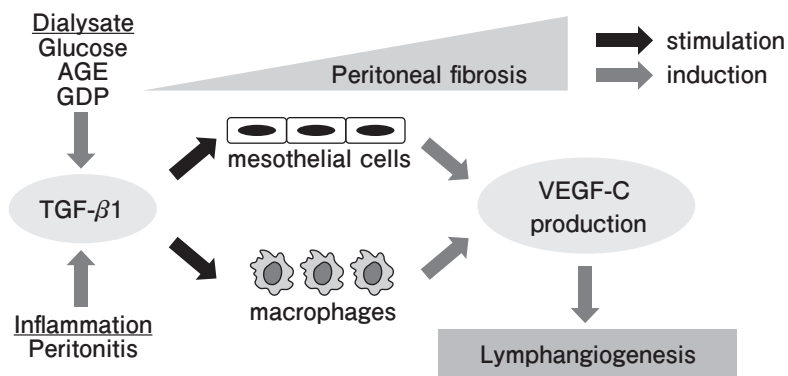 Dialysate
Glucose
AGE
GDP
Peritoneal fibrosis
stimulation
induction
mesothelial cells
TGF-β1
VEGF-C
production
macrophages
Inflammation
Peritonitis
Lymphangiogenesis